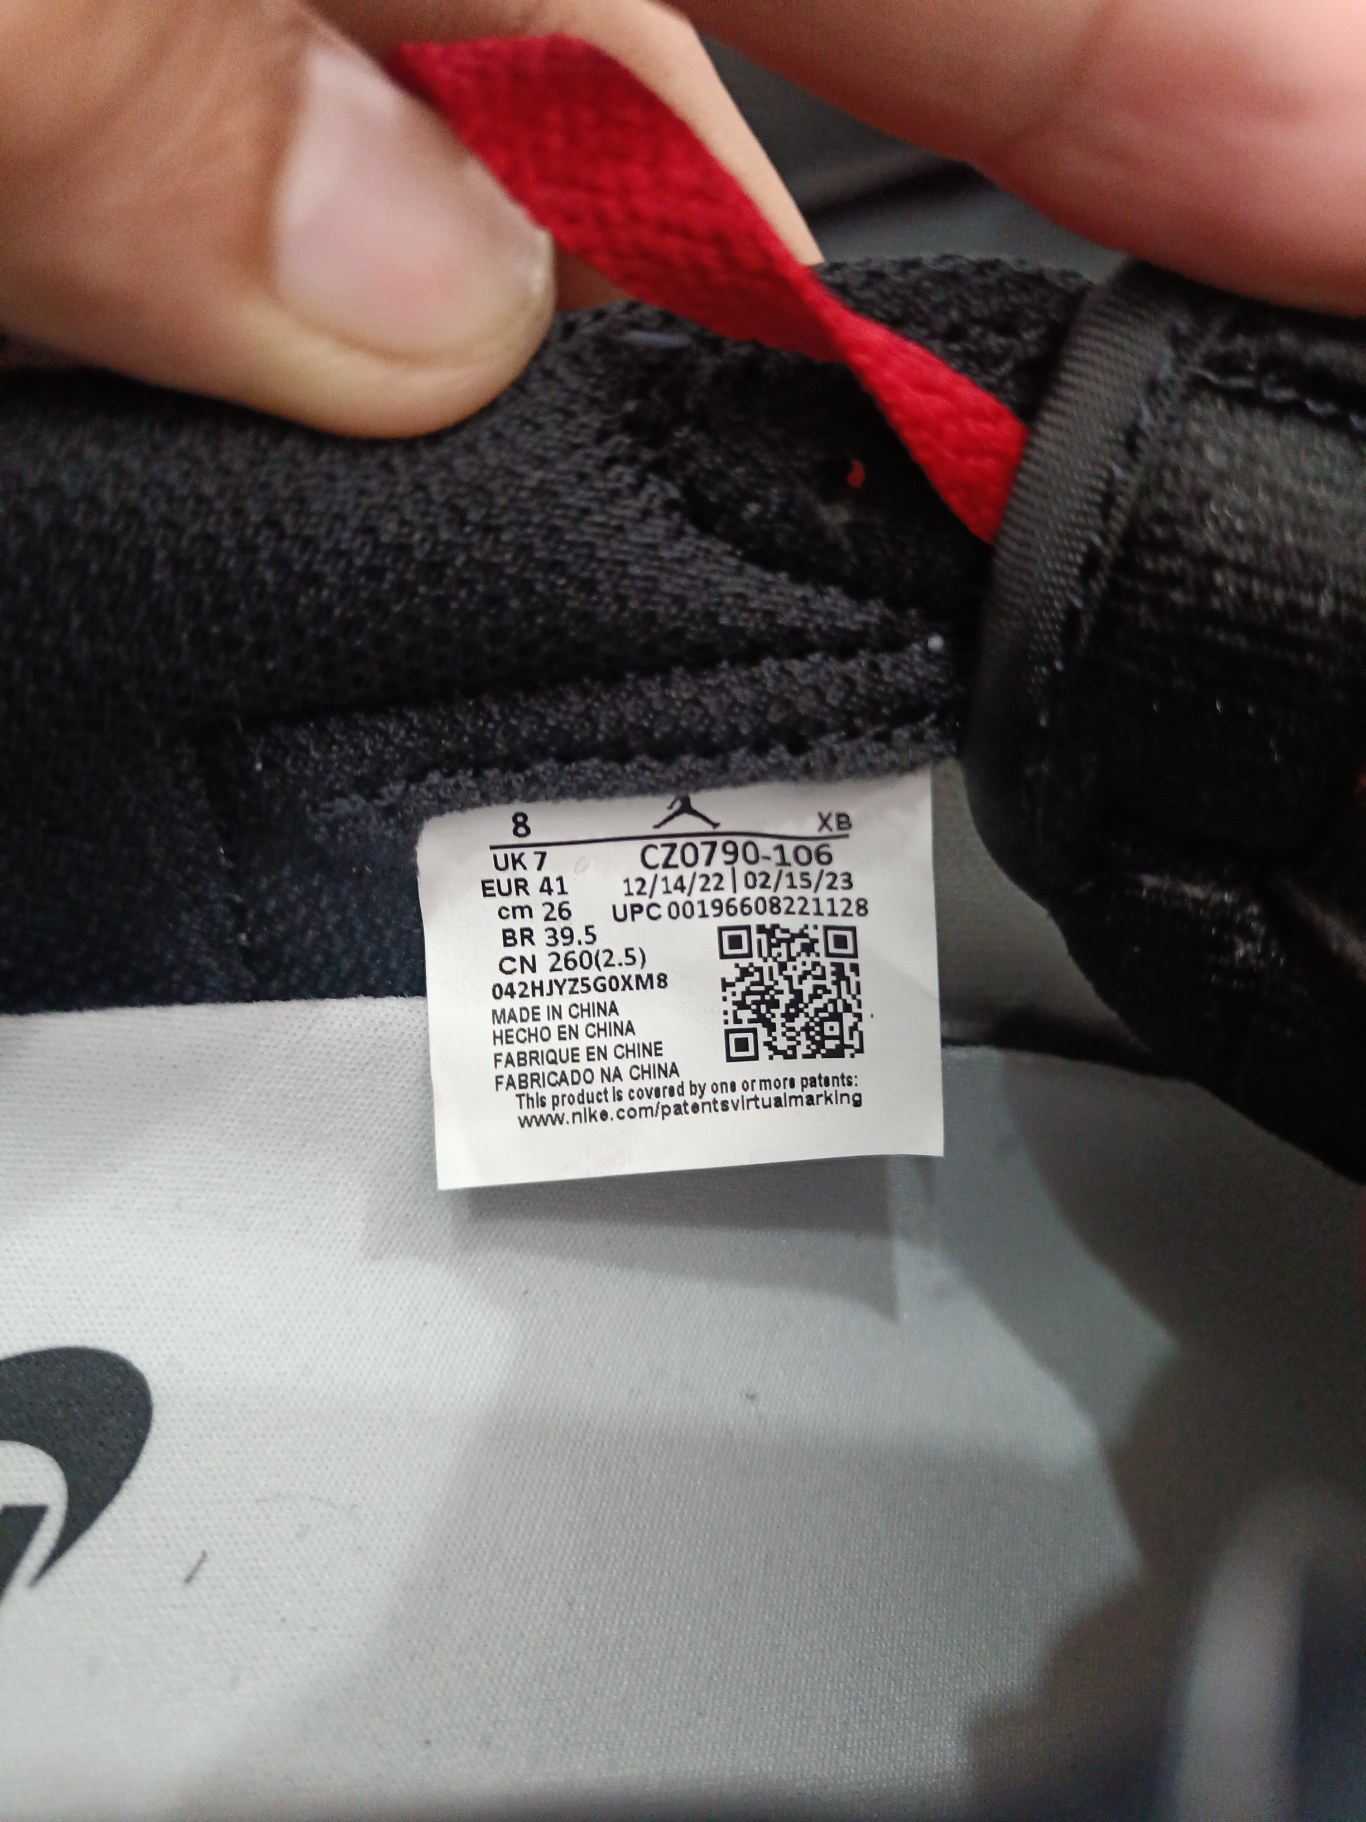 8 XB
UK 7 CZ0790-106
EUR 41 12/14/22|02/15/23
cm 26 UPC 00196608221128
BR 39.5
CN 260(2.5)
042HJYZ5G0XM8
MADE IN CHINA
HECHO EN CHINA
FABRIQUE EN CHINE
FABRICADO NA CHINA
This product is covered by one or more patents:
www.nike.com/patentsvirtualmarking